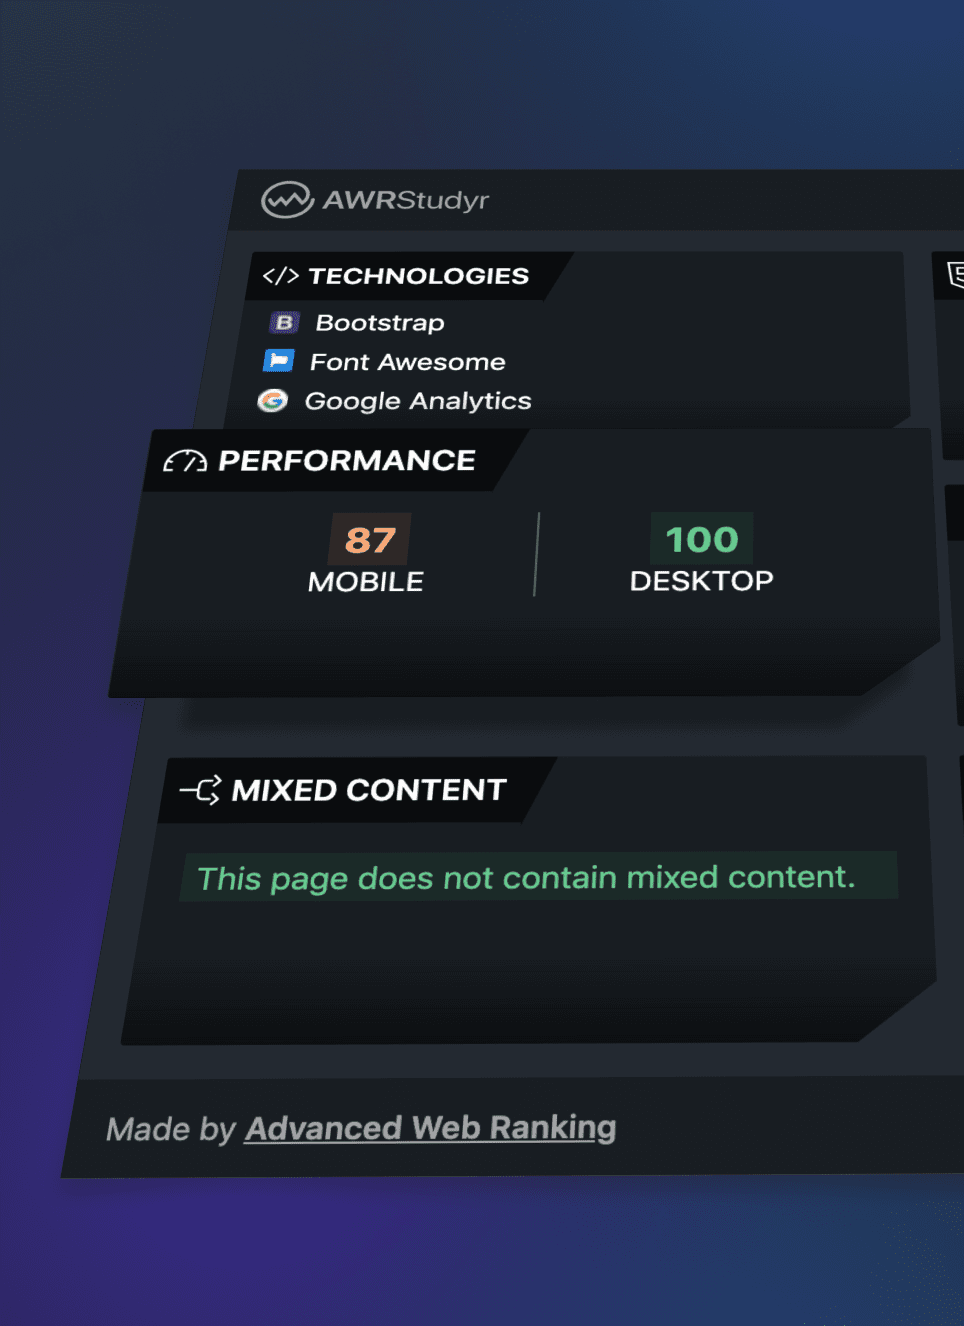 AWRStudyr
</> TECHNOLOGIES
B Bootstrap
Font Awesome
G Google Analytics
PERFORMANCE
87
MOBILE
100
DESKTOP
MIXED CONTENT
This page does not contain mixed content.
Made by Advanced Web Ranking
5